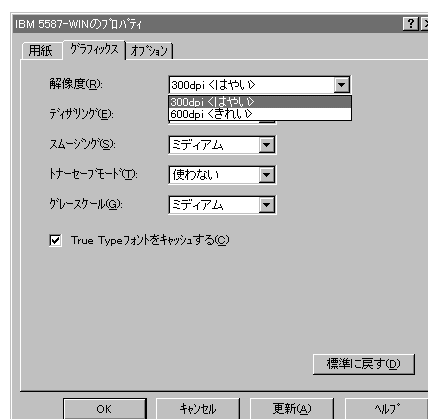 IBM 5587-WINのﾌﾟﾛﾊﾟﾃｨ
用紙 ｸﾞﾗﾌｨｯｸｽ ｵﾌﾟｼｮﾝ
解像度(R): 300dpi <はやい>
300dpi <はやい>
600dpi <きれい>
ﾃﾞｨｻﾞﾘﾝｸﾞ(E):
ｽﾑｰｼﾞﾝｸﾞ(S): ミディアム
ﾄﾅｰｾｰﾌﾞﾓｰﾄﾞ(T): 使わない
ｸﾞﾚｰｽｹｰﾙ(G): ミディアム
True Typeﾌｫﾝﾄをｷｬｯｼｭする(C)
標準に戻す(D)
OK ｷｬﾝｾﾙ 更新(A) ﾍﾙﾌﾟ